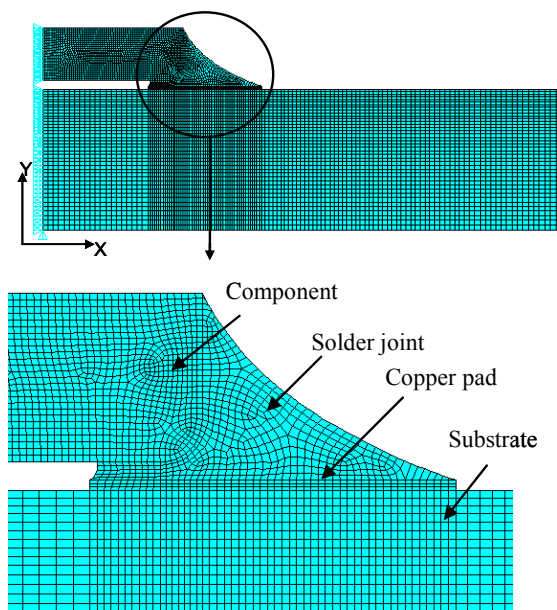 Y
X
Component
Solder joint
Copper pad
Substrate